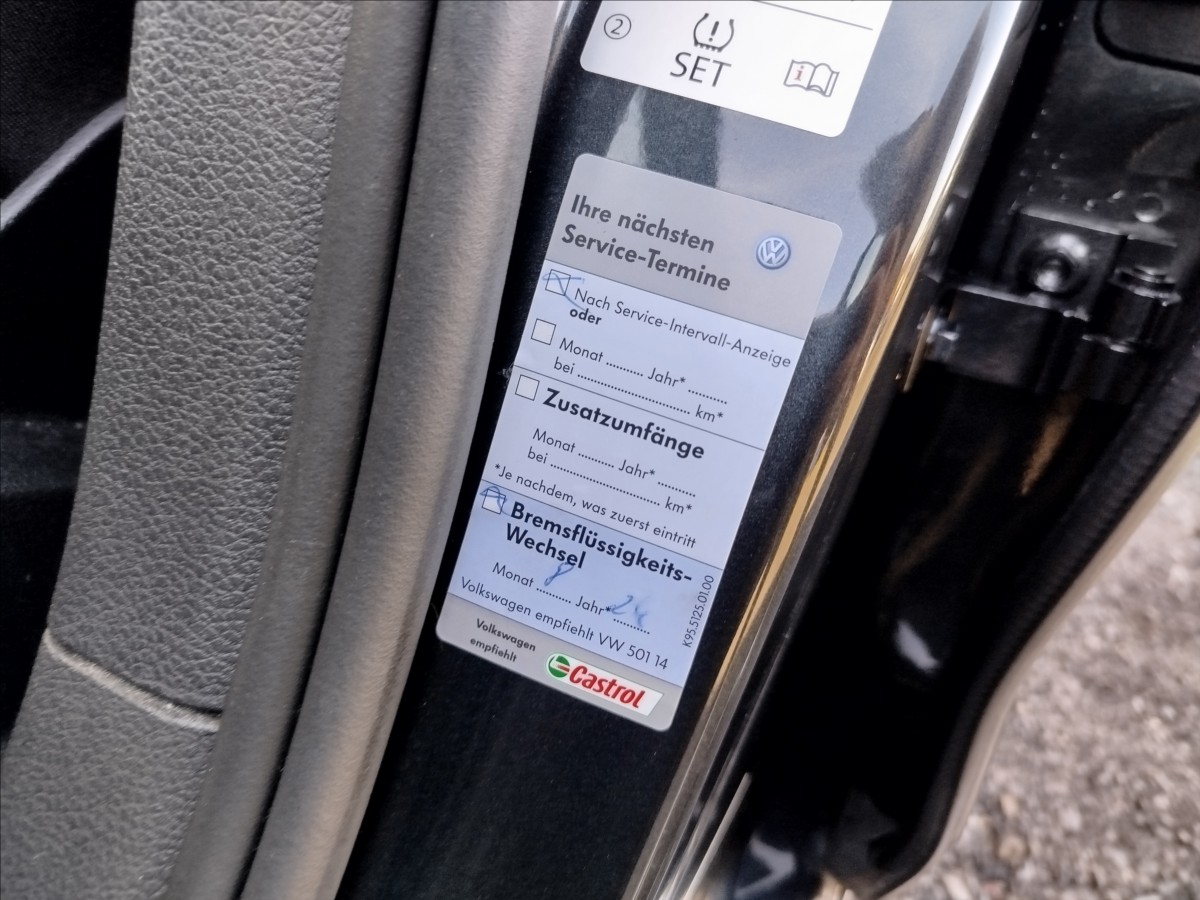 2
SET
i
Ihre nächsten
Service-Termine
Nach Service-Intervall-Anzeige
oder
Monat .......... Jahr* ..........
bei .............................. km*
Zusatzumfänge
Monat .......... Jahr* ..........
bei .............................. km*
*Je nachdem, was zuerst eintritt
Bremsflüssigkeits-
Wechsel
Monat 8 Jahr* 24
Volkswagen empfiehlt VW 501 14
K95.5125.01.00
Volkswagen
empfiehlt
Castrol